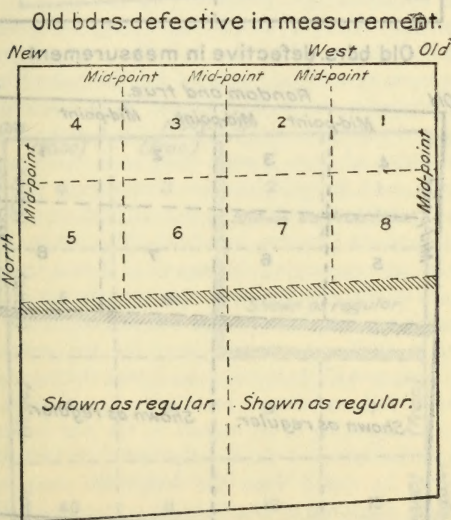 Old bdrs. defective in measurement.
New West Old
Mid-point Mid-point Mid-point
4 3 2 1
Mid-point Mid-point
5 6 7 8
North
Shown as regular. Shown as regular.